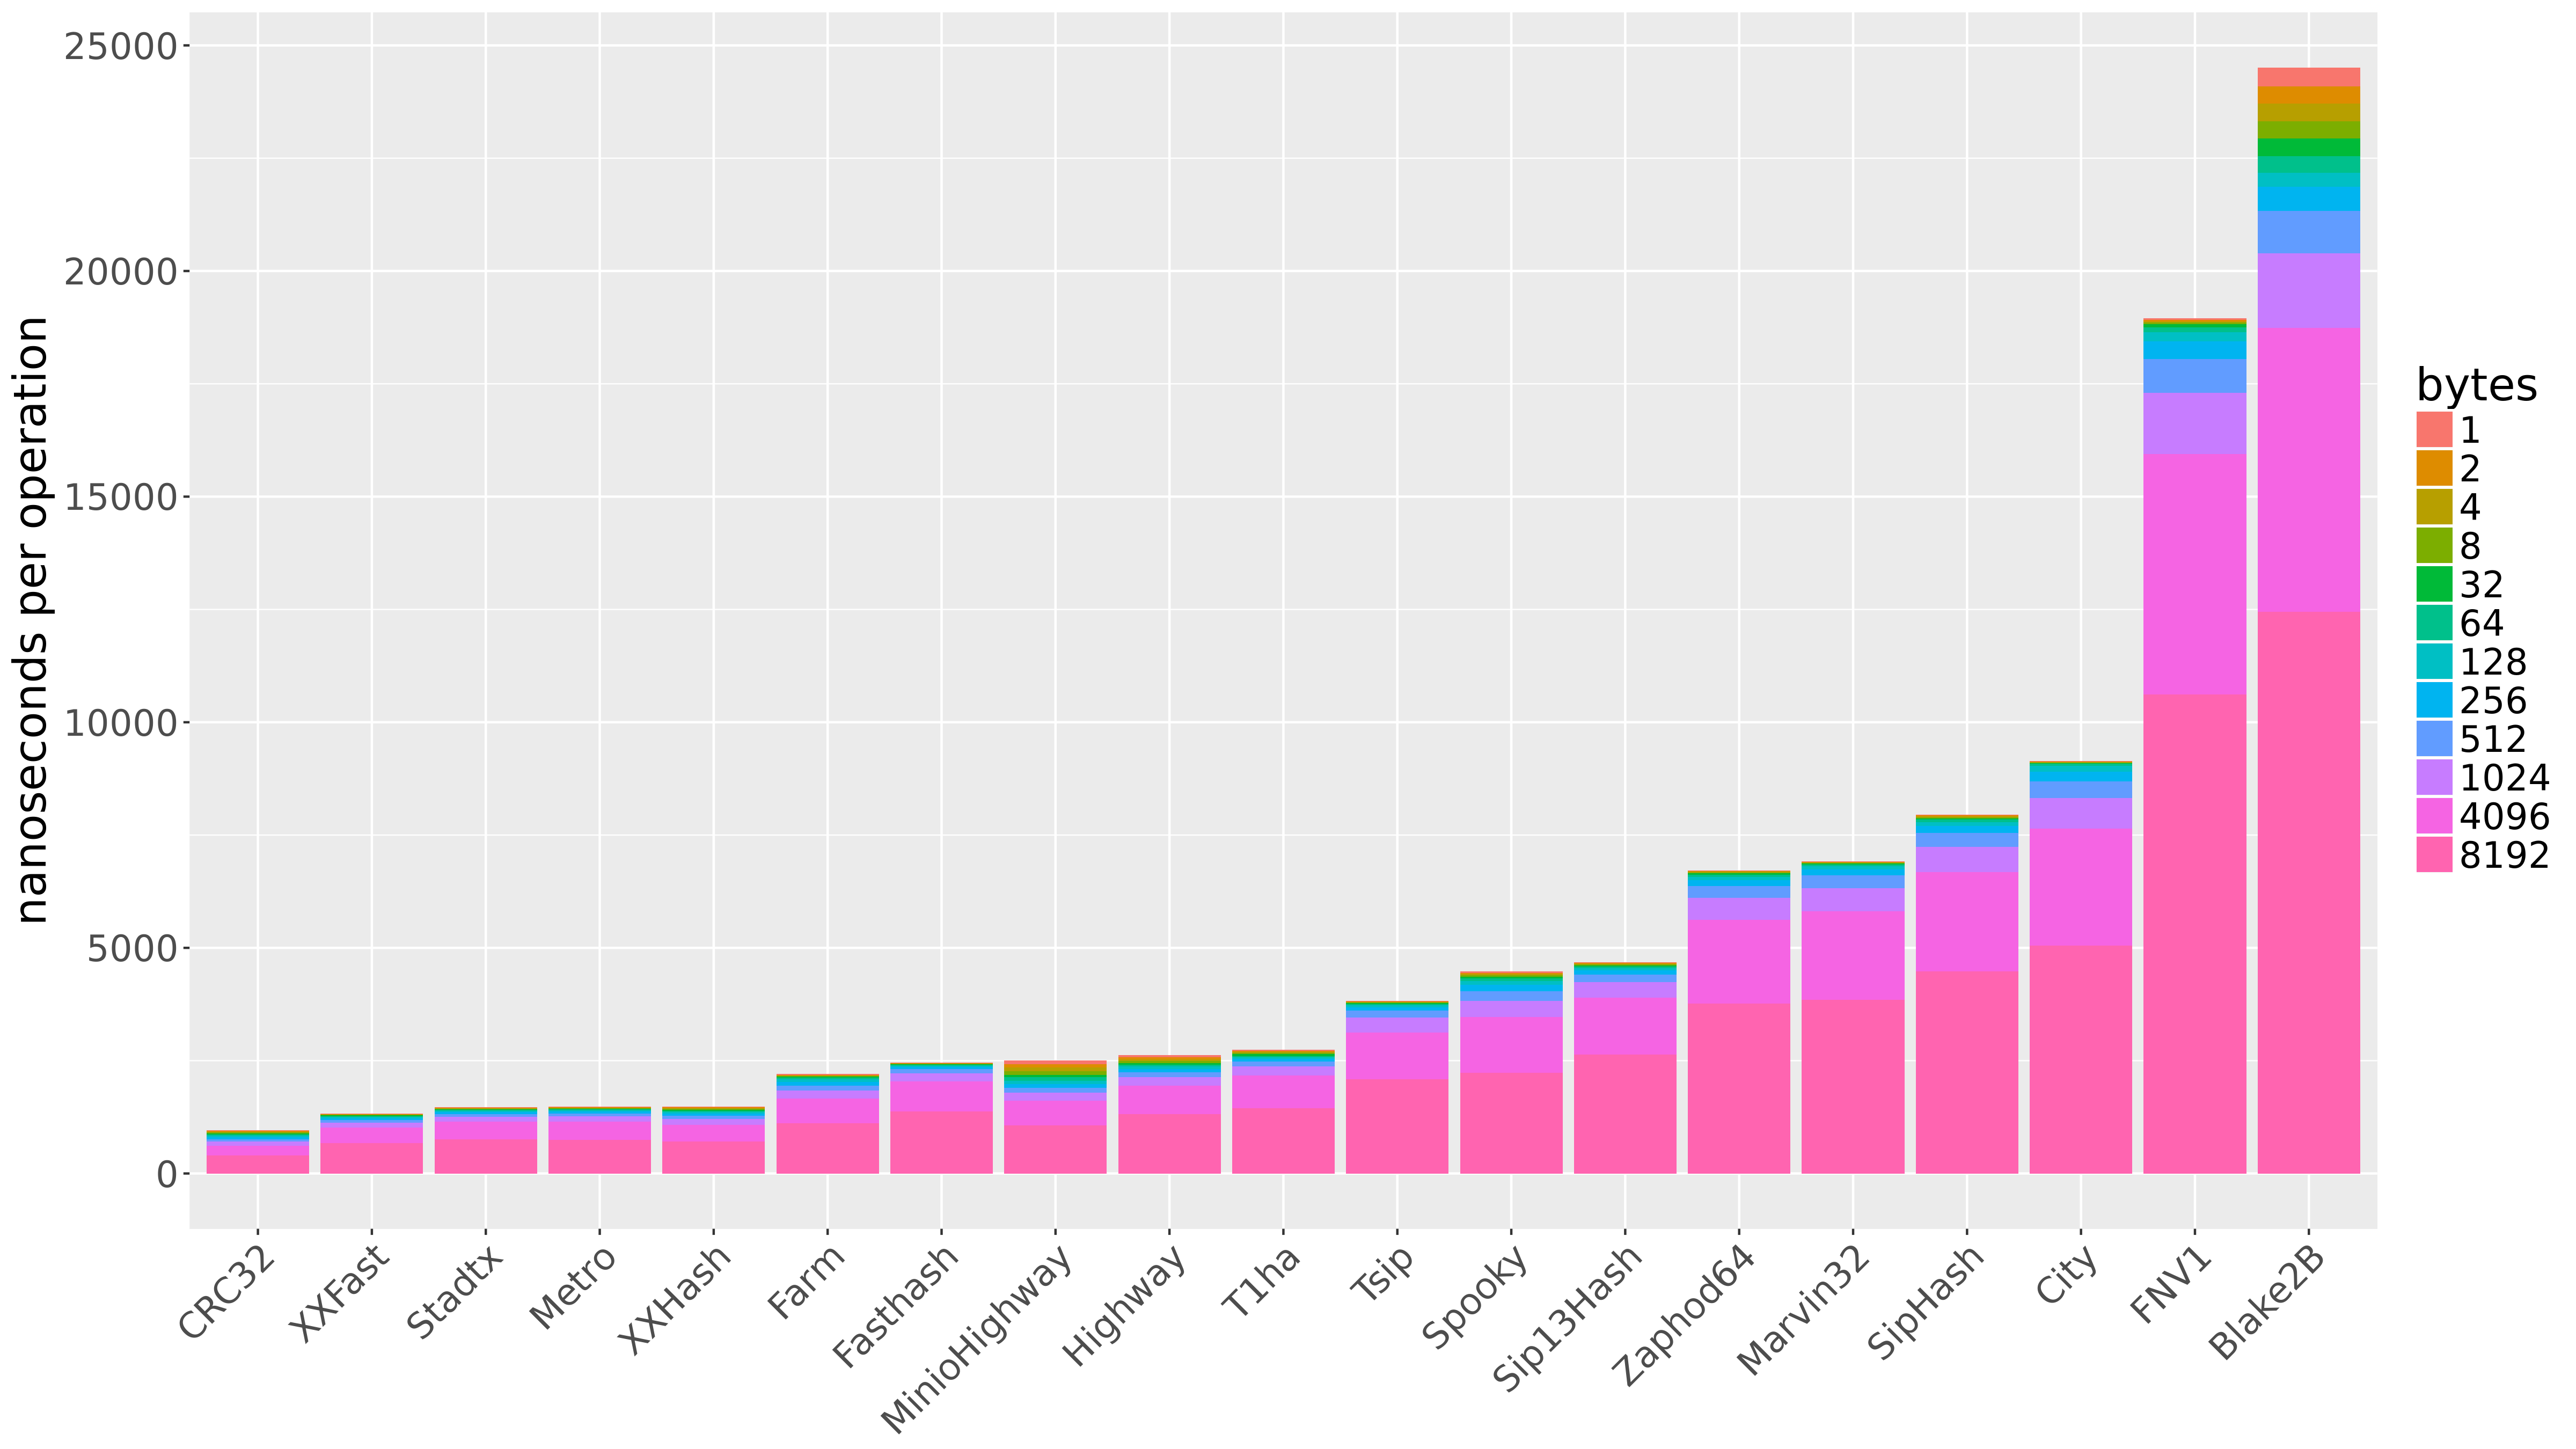 nanoseconds per operation
25000
20000
15000
10000
5000
0
CRC32
XXFast
Stadtx
Metro
XXHash
Farm
Fasthash
MinioHighway
Highway
T1ha
Tsip
Spooky
Sip13Hash
Zaphod64
Marvin32
SipHash
City
FNV1
Blake2B
bytes
1
2
4
8
32
64
128
256
512
1024
4096
8192